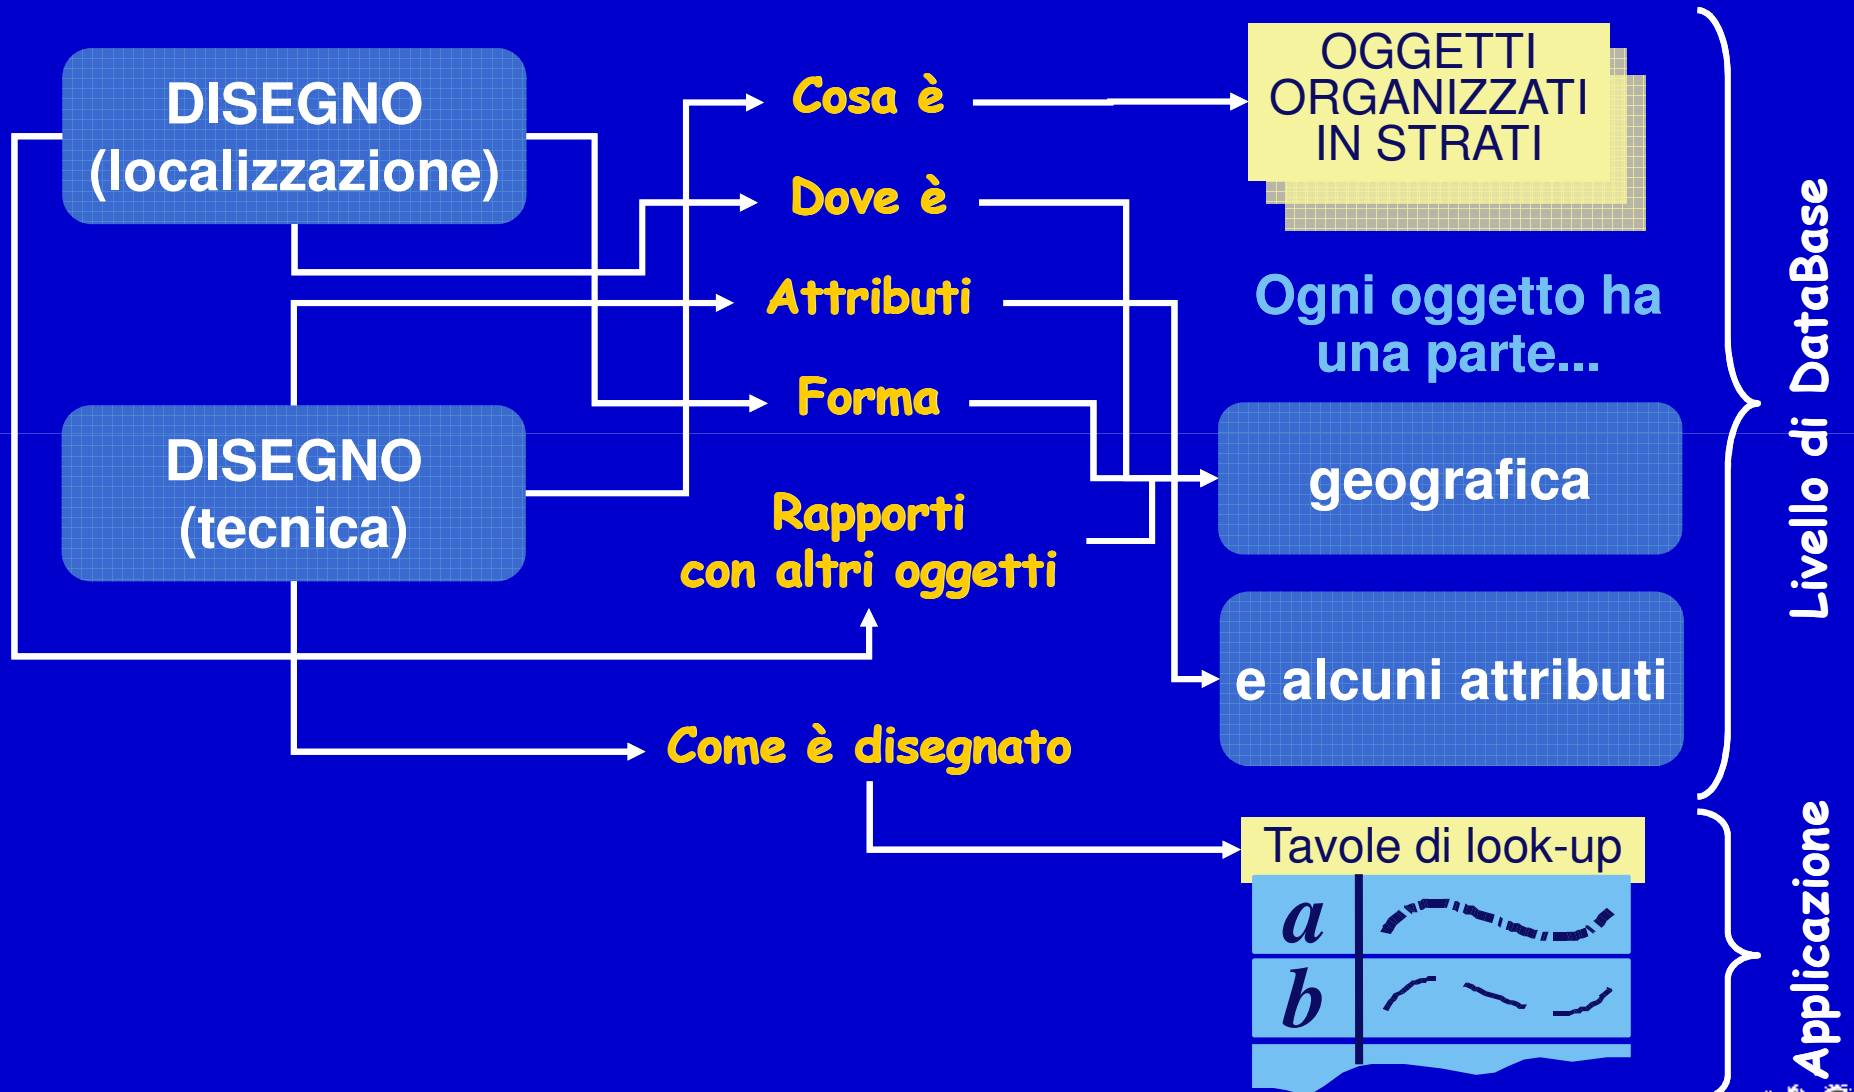 DISEGNO
(localizzazione)
DISEGNO
(tecnica)
Cosa è
Dove è
Attributi
Forma
Rapporti
con altri oggetti
Come è disegnato
OGGETTI
ORGANIZZATI
IN STRATI
Ogni oggetto ha
una parte...
geografica
e alcuni attributi
Tavole di look-up
a
b
Livello di DataBase
Applicazione